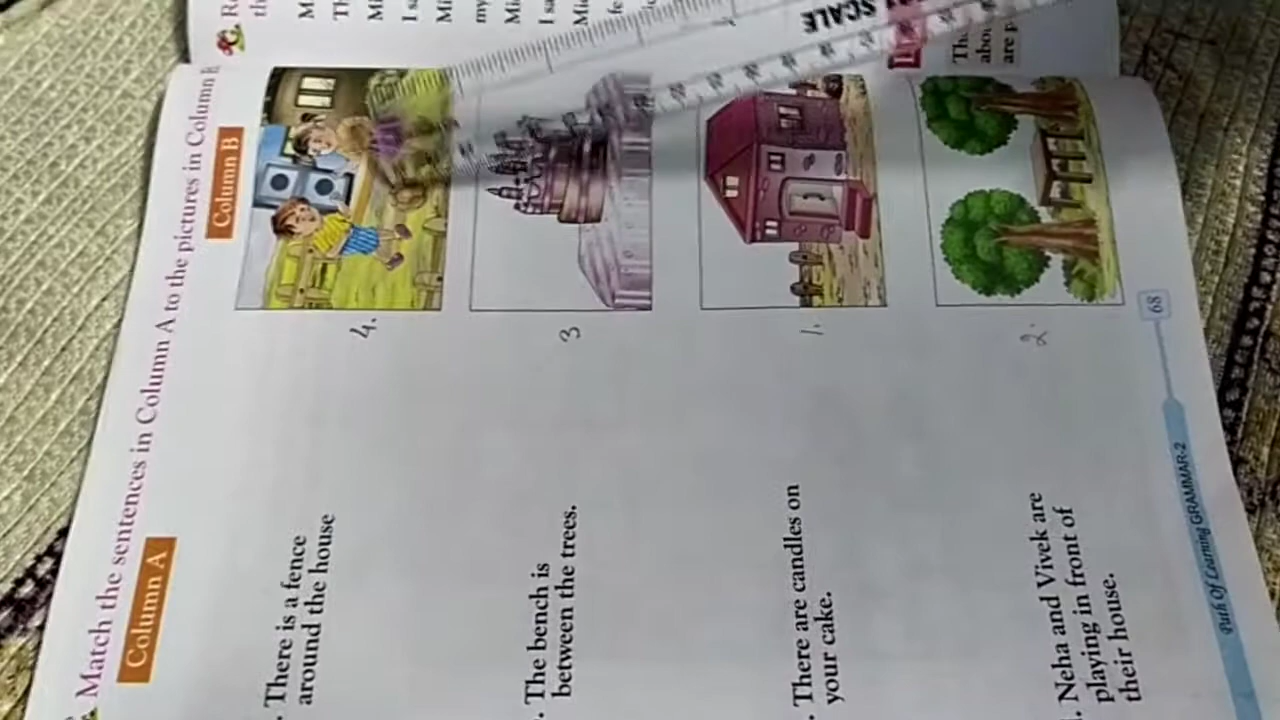 Match the sentences in Column A to the pictures in Column B
Column A
Column B
There is a fence
around the house
4.
The bench is
between the trees.
3
There are candles on
your cake.
1.
Neha and Vivek are
playing in front of
their house.
2.
Path Of Learning GRAMMAR-2
68
SCALE